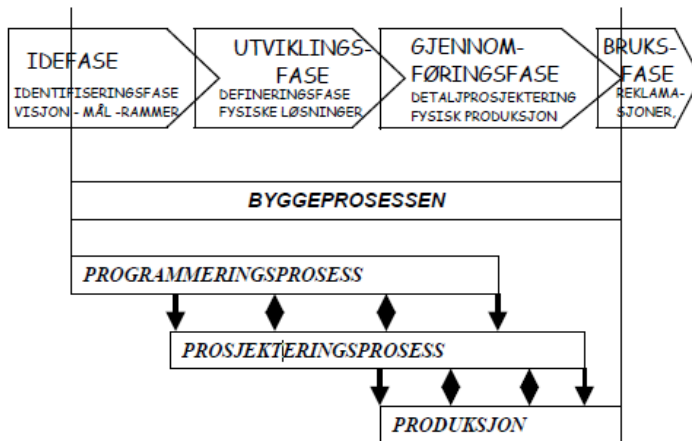 IDEFASE
IDENTIFISERINGSFASE
VISJON - MÅL -RAMMER
UTVIKLINGS-
FASE
DEFINERINGSFASE
FYSISKE LØSNINGER
GJENNOM-
FØRINGSFASE
DETALJPROSJEKTERING
FYSISK PRODUKSJON
BRUKS-
FASE
REKLAMA-
SJONER,
BYGGEPROSESSEN
PROGRAMMERINGSPROSESS
PROSJEKTERINGSPROSESS
PRODUKSJON